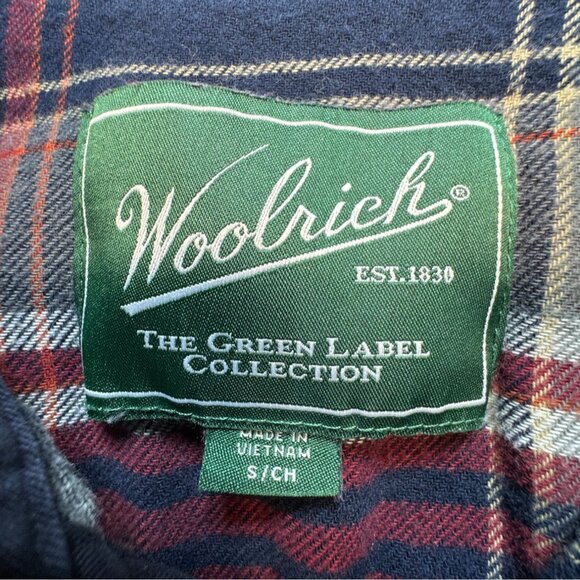 Woolrich®
EST. 1830
THE GREEN LABEL
COLLECTION
MADE IN
VIETNAM
S/CH